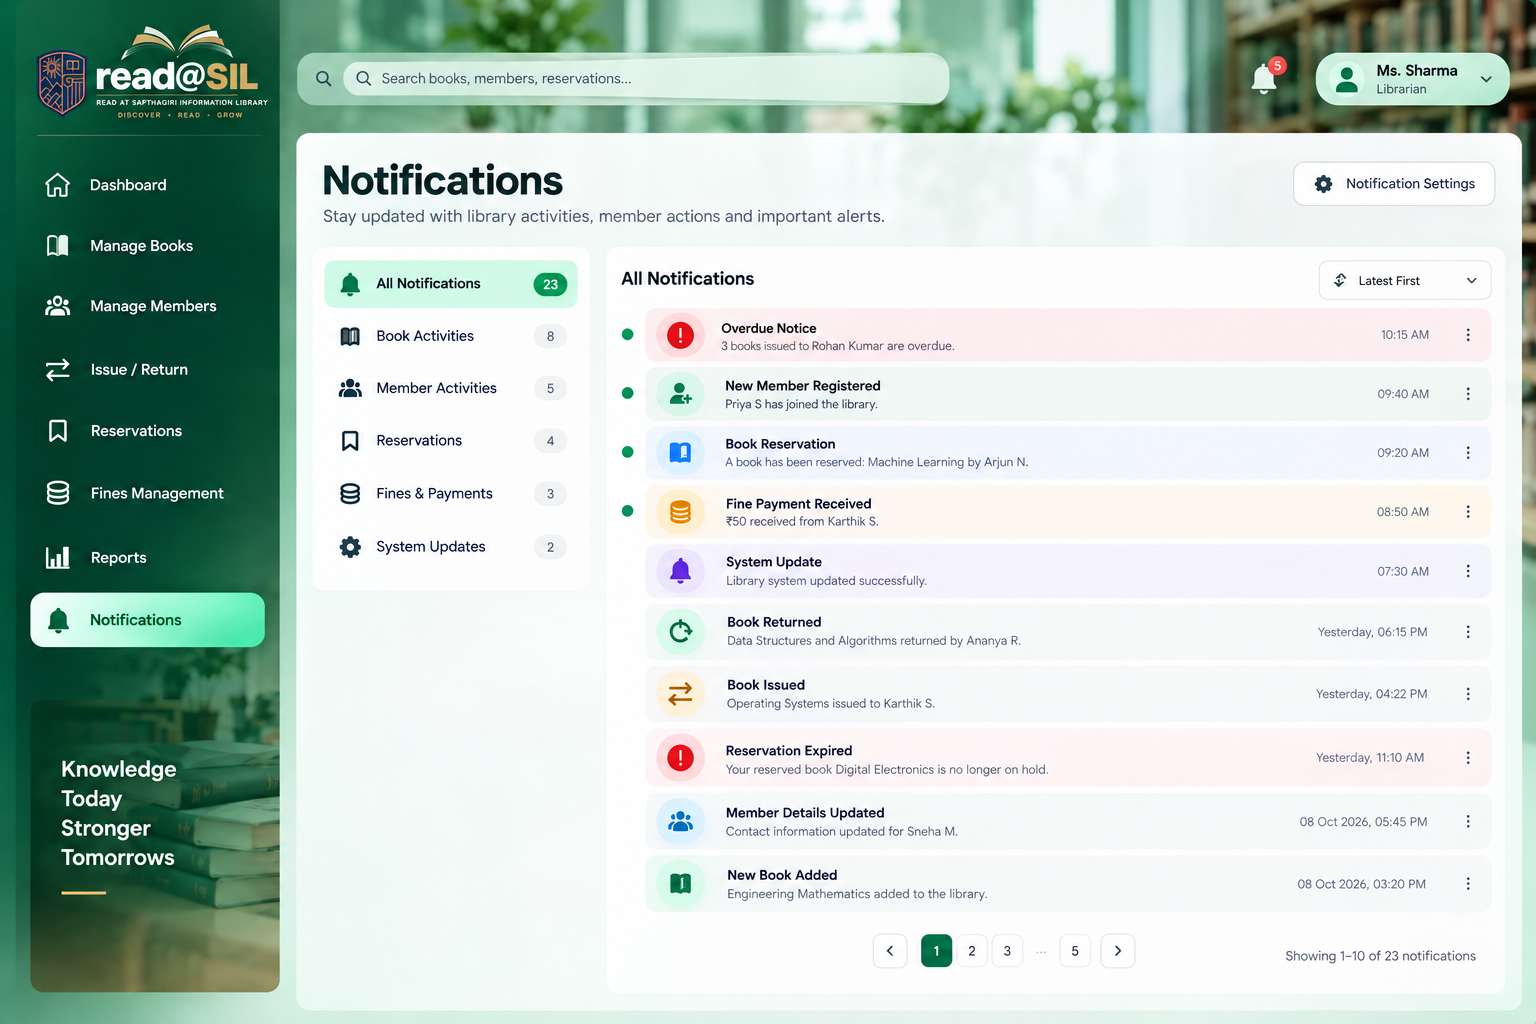 read@SIL
READ AT SAPTHAGIRI INFORMATION LIBRARY
DISCOVER • READ • GROW
Dashboard
Manage Books
Manage Members
Issue / Return
Reservations
Fines Management
Reports
Notifications
Knowledge
Today
Stronger
Tomorrows
Search books, members, reservations...
5
Ms. Sharma
Librarian
Notifications
Stay updated with library activities, member actions and important alerts.
Notification Settings
All Notifications 23
Book Activities 8
Member Activities 5
Reservations 4
Fines & Payments 3
System Updates 2
All Notifications
Latest First
Overdue Notice
3 books issued to Rohan Kumar are overdue.
10:15 AM
New Member Registered
Priya S has joined the library.
09:40 AM
Book Reservation
A book has been reserved: Machine Learning by Arjun N.
09:20 AM
Fine Payment Received
₹50 received from Karthik S.
08:50 AM
System Update
Library system updated successfully.
07:30 AM
Book Returned
Data Structures and Algorithms returned by Ananya R.
Yesterday, 06:15 PM
Book Issued
Operating Systems issued to Karthik S.
Yesterday, 04:22 PM
Reservation Expired
Your reserved book Digital Electronics is no longer on hold.
Yesterday, 11:10 AM
Member Details Updated
Contact information updated for Sneha M.
08 Oct 2026, 05:45 PM
New Book Added
Engineering Mathematics added to the library.
08 Oct 2026, 03:20 PM
1 2 3 ... 5
Showing 1–10 of 23 notifications